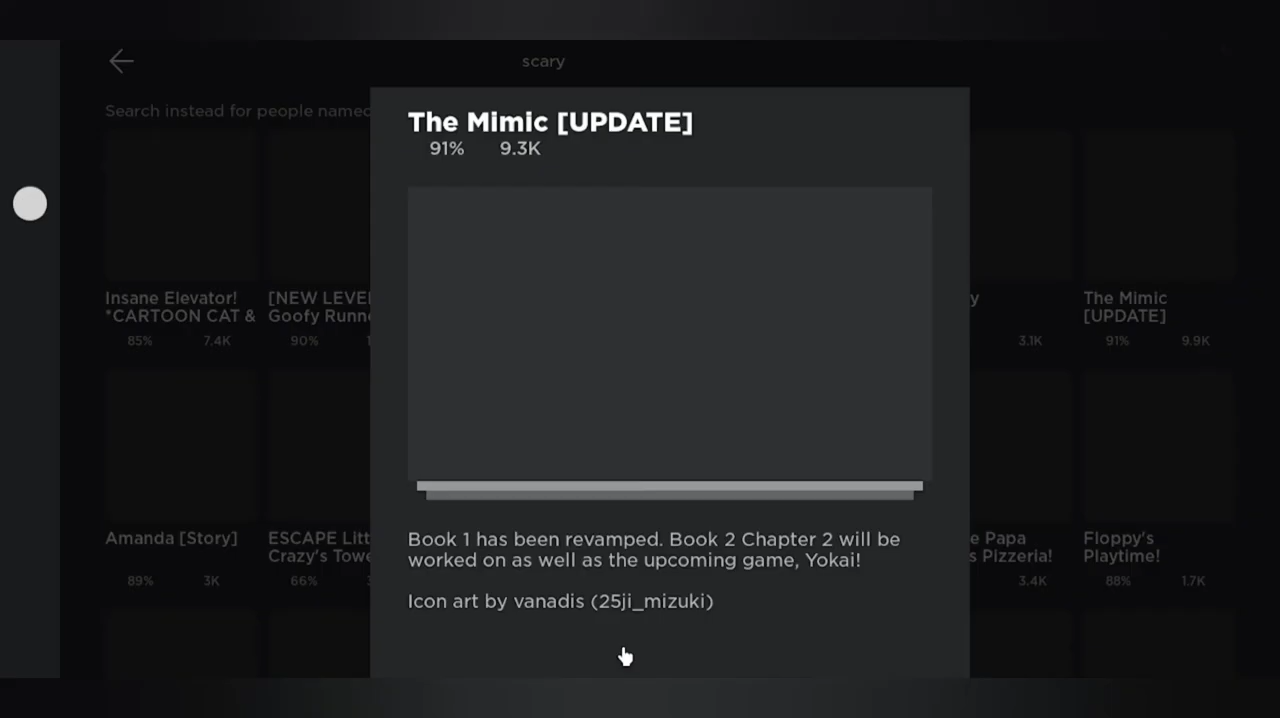 scary
Search instead for people named
The Mimic [UPDATE]
91% 9.3K
Book 1 has been revamped. Book 2 Chapter 2 will be
worked on as well as the upcoming game, Yokai!
Icon art by vanadis (25ji_mizuki)
Insane Elevator!
*CARTOON CAT &
85% 7.4K
[NEW LEVE
Goofy Runn
90%
y
3.1K
The Mimic
[UPDATE]
91% 9.9K
Amanda [Story]
89% 3K
ESCAPE Litt
Crazy's Towe
66%
e Papa
s Pizzeria!
3.4K
Floppy's
Playtime!
88% 1.7K